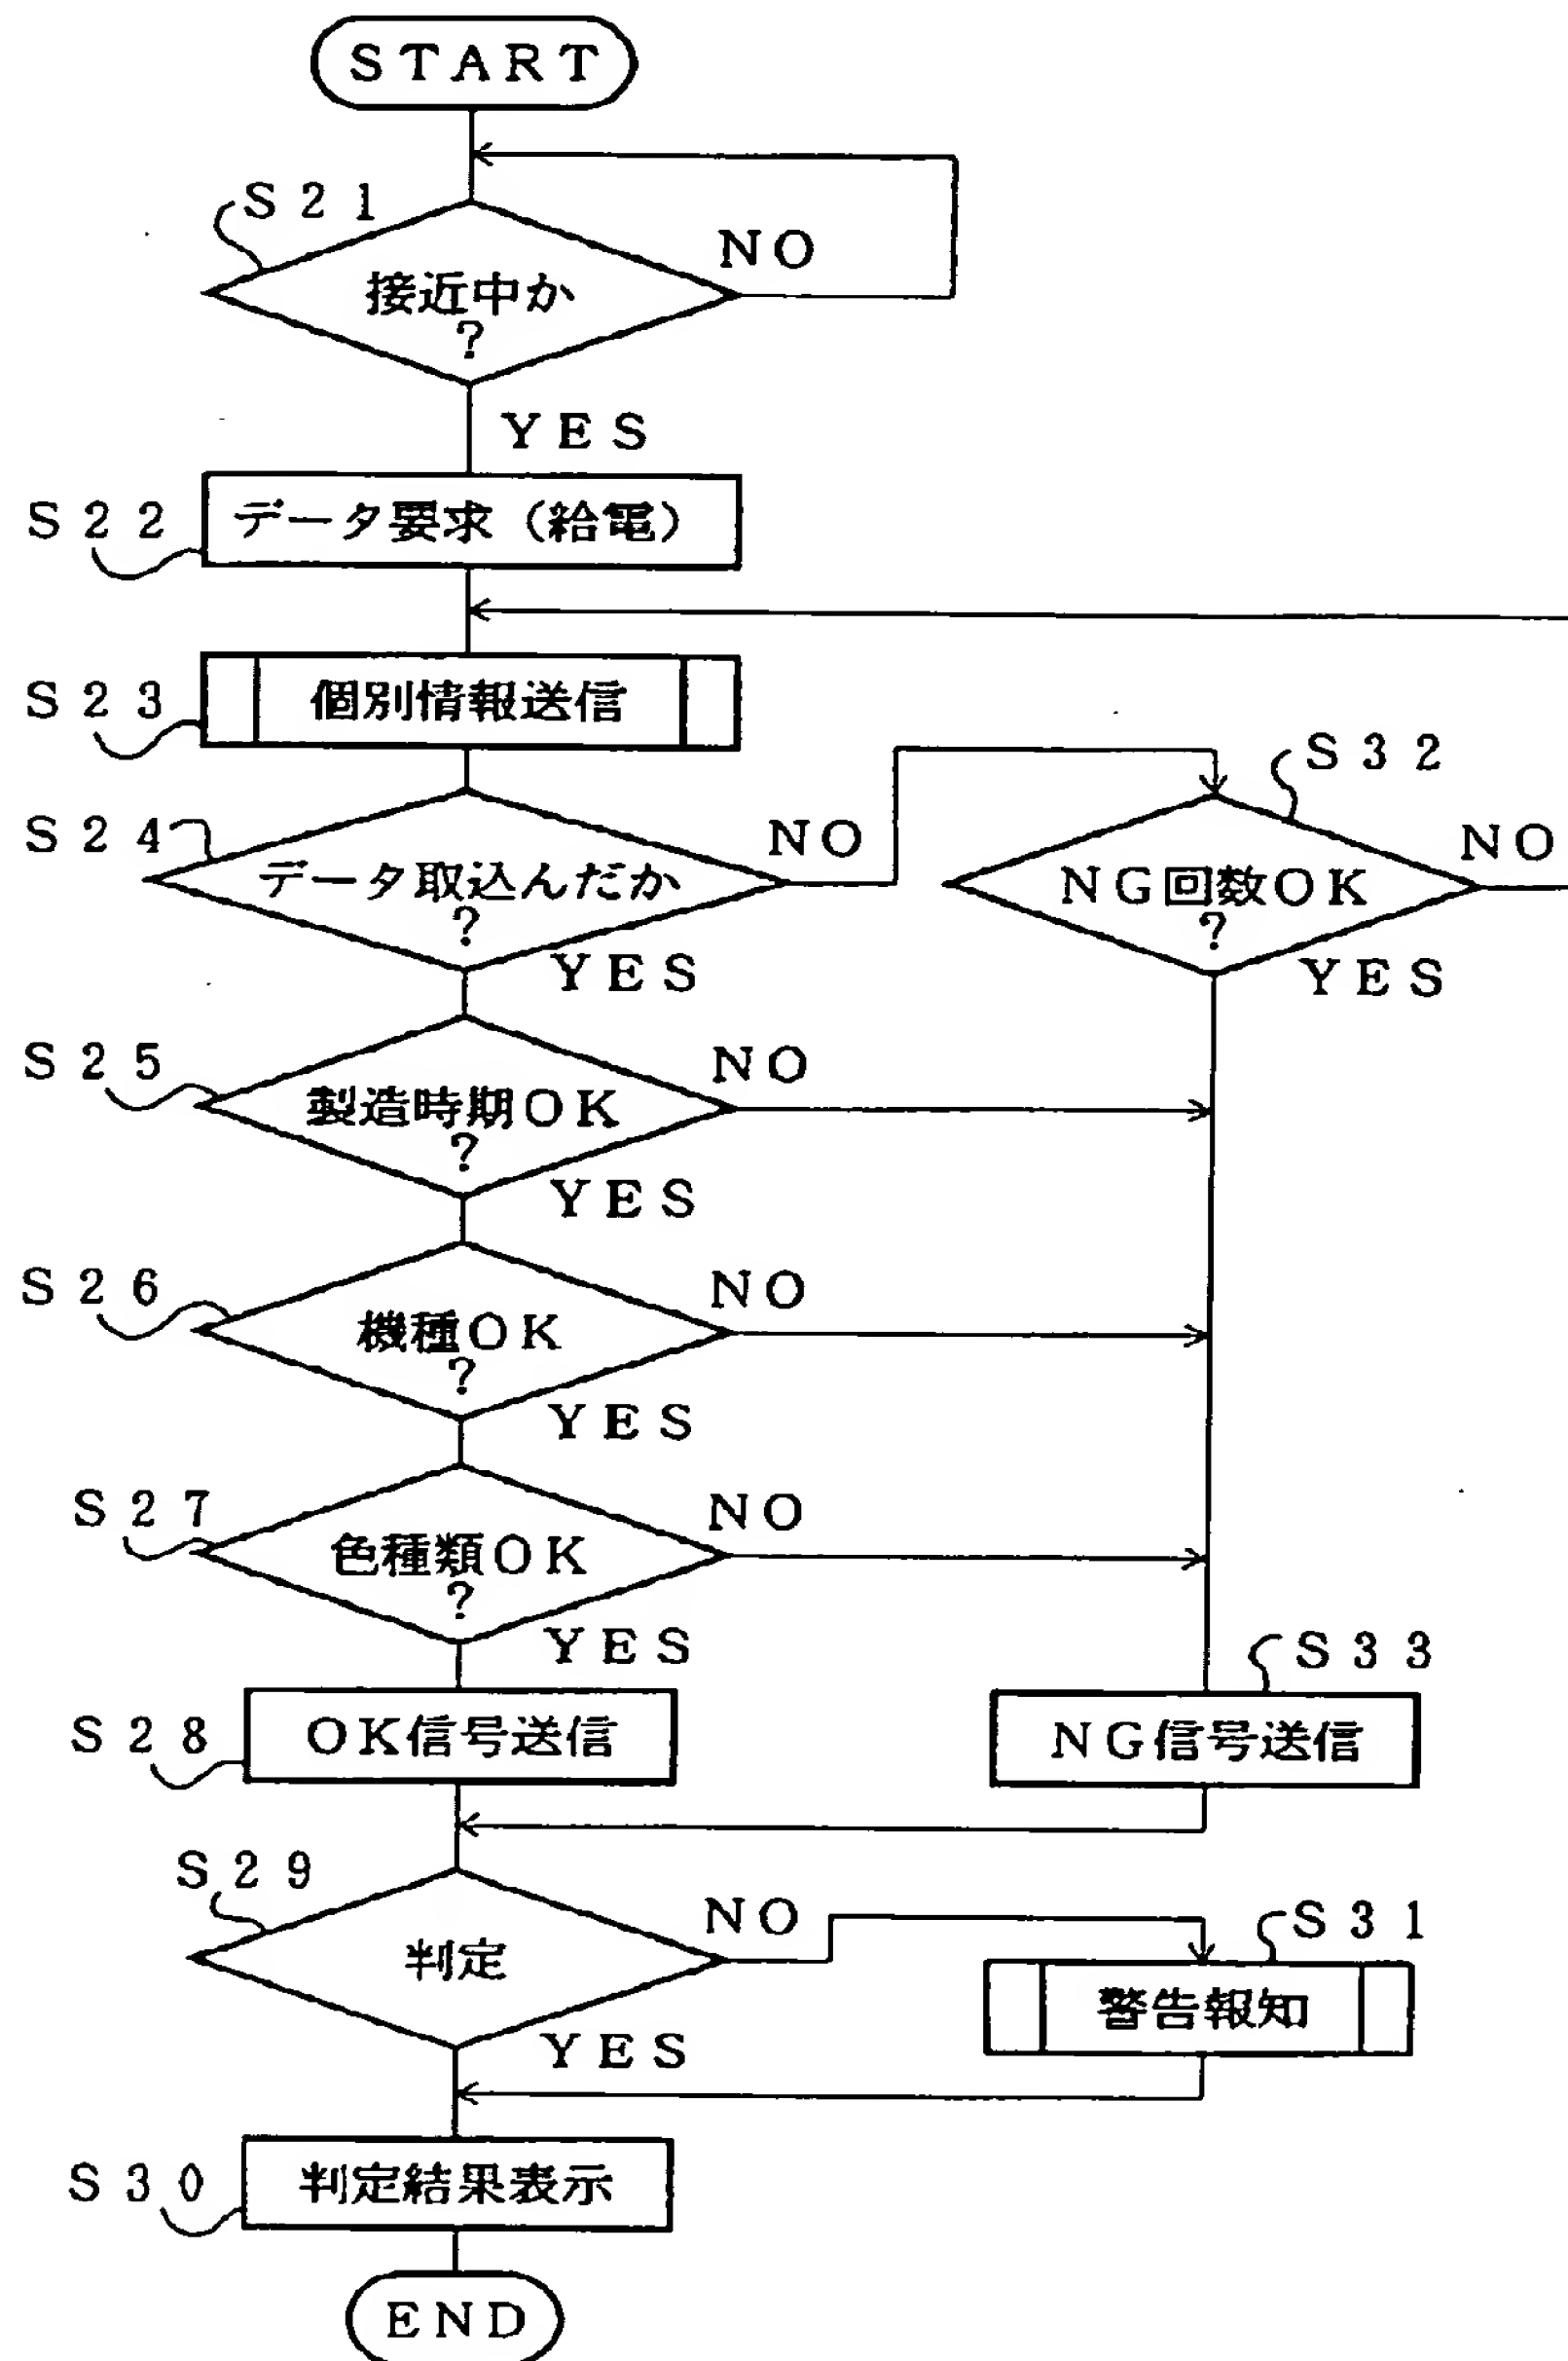 START
S21
接近中か
?
NO
YES
S22
データ要求（給電）
S23
個別情報送信
S24
データ取込んだか
?
NO
YES
S32
NG回数OK
?
NO
YES
S25
製造時期OK
?
NO
YES
S26
機種OK
?
NO
YES
S27
色種類OK
?
NO
YES
S28
OK信号送信
S33
NG信号送信
S29
判定
NO
YES
S31
警告報知
S30
判定結果表示
END